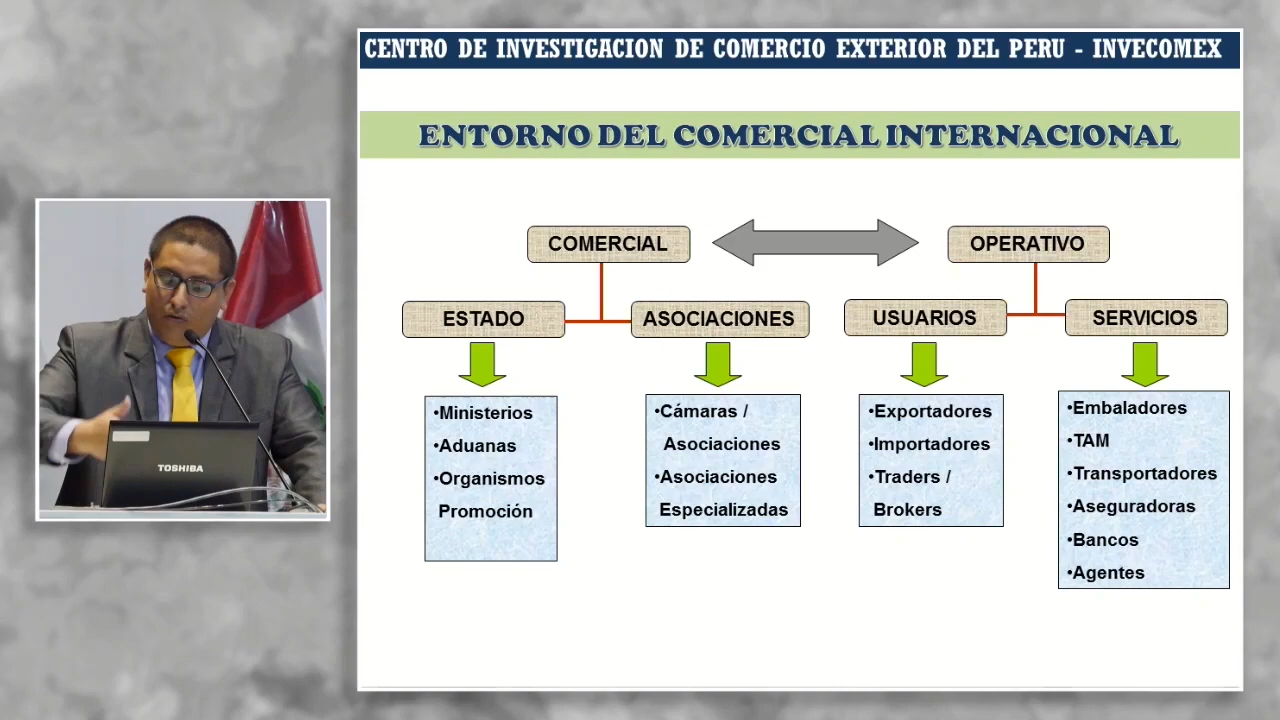 CENTRO DE INVESTIGACION DE COMERCIO EXTERIOR DEL PERU - INVECOMEX
ENTORNO DEL COMERCIAL INTERNACIONAL
COMERCIAL
OPERATIVO
ESTADO
ASOCIACIONES
USUARIOS
SERVICIOS
•Ministerios
•Aduanas
•Organismos
Promoción
•Cámaras /
Asociaciones
•Asociaciones
Especializadas
•Exportadores
•Importadores
•Traders /
Brokers
•Embaladores
•TAM
•Transportadores
•Aseguradoras
•Bancos
•Agentes
TOSHIBA